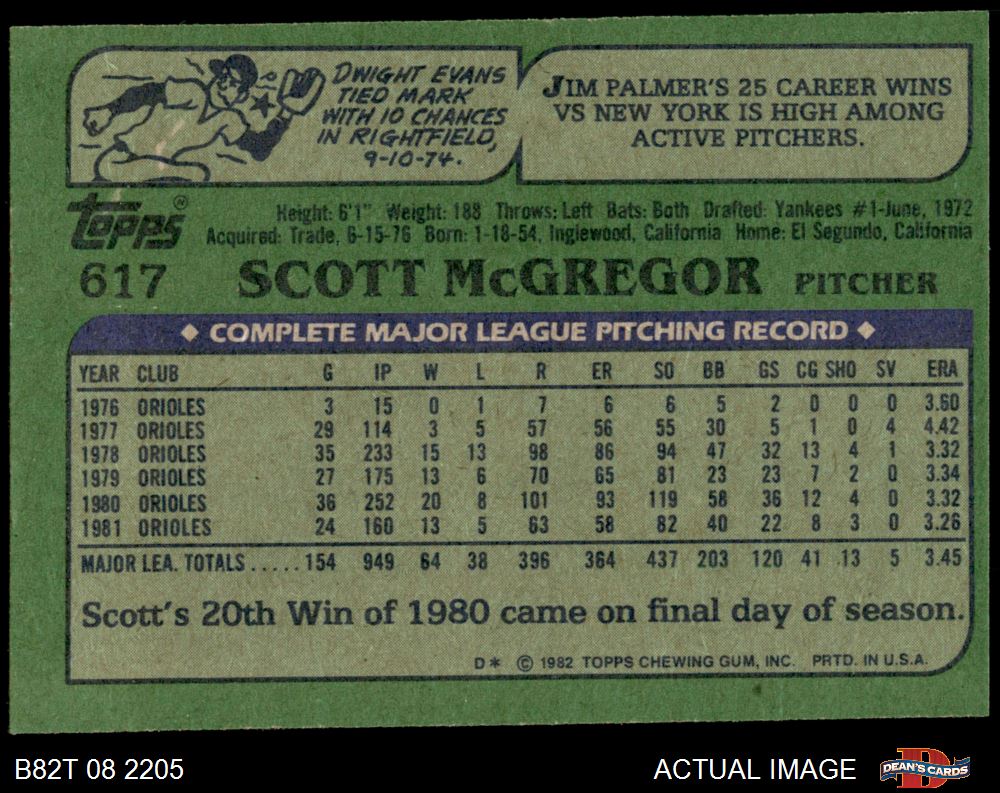 DWIGHT EVANS
TIED MARK
WITH 10 CHANCES
IN RIGHTFIELD,
9-10-74.
JIM PALMER'S 25 CAREER WINS
VS NEW YORK IS HIGH AMONG
ACTIVE PITCHERS.
Topps ®
Height: 6'1" Weight: 188 Throws: Left Bats: Both Drafted: Yankees #1-June, 1972
Acquired: Trade, 6-15-76 Born: 1-18-54, Inglewood, California Home: El Segundo, California
617 SCOTT McGREGOR PITCHER
◆ COMPLETE MAJOR LEAGUE PITCHING RECORD ◆
YEAR CLUB G IP W L R ER SO BB GS CG SHO SV ERA
1976 ORIOLES 3 15 0 1 7 6 6 5 2 0 0 0 3.60
1977 ORIOLES 29 114 3 5 57 56 55 30 5 1 0 4 4.42
1978 ORIOLES 35 233 15 13 98 86 94 47 32 13 4 1 3.32
1979 ORIOLES 27 175 13 6 70 65 81 23 23 7 2 0 3.34
1980 ORIOLES 36 252 20 8 101 93 119 58 36 12 4 0 3.32
1981 ORIOLES 24 160 13 5 63 58 82 40 22 8 3 0 3.26
MAJOR LEA. TOTALS.....154 949 64 38 396 364 437 203 120 41 13 5 3.45
Scott's 20th Win of 1980 came on final day of season.
D* © 1982 TOPPS CHEWING GUM, INC. PRTD. IN U.S.A.
B82T 08 2205 ACTUAL IMAGE DEAN'S CARDS